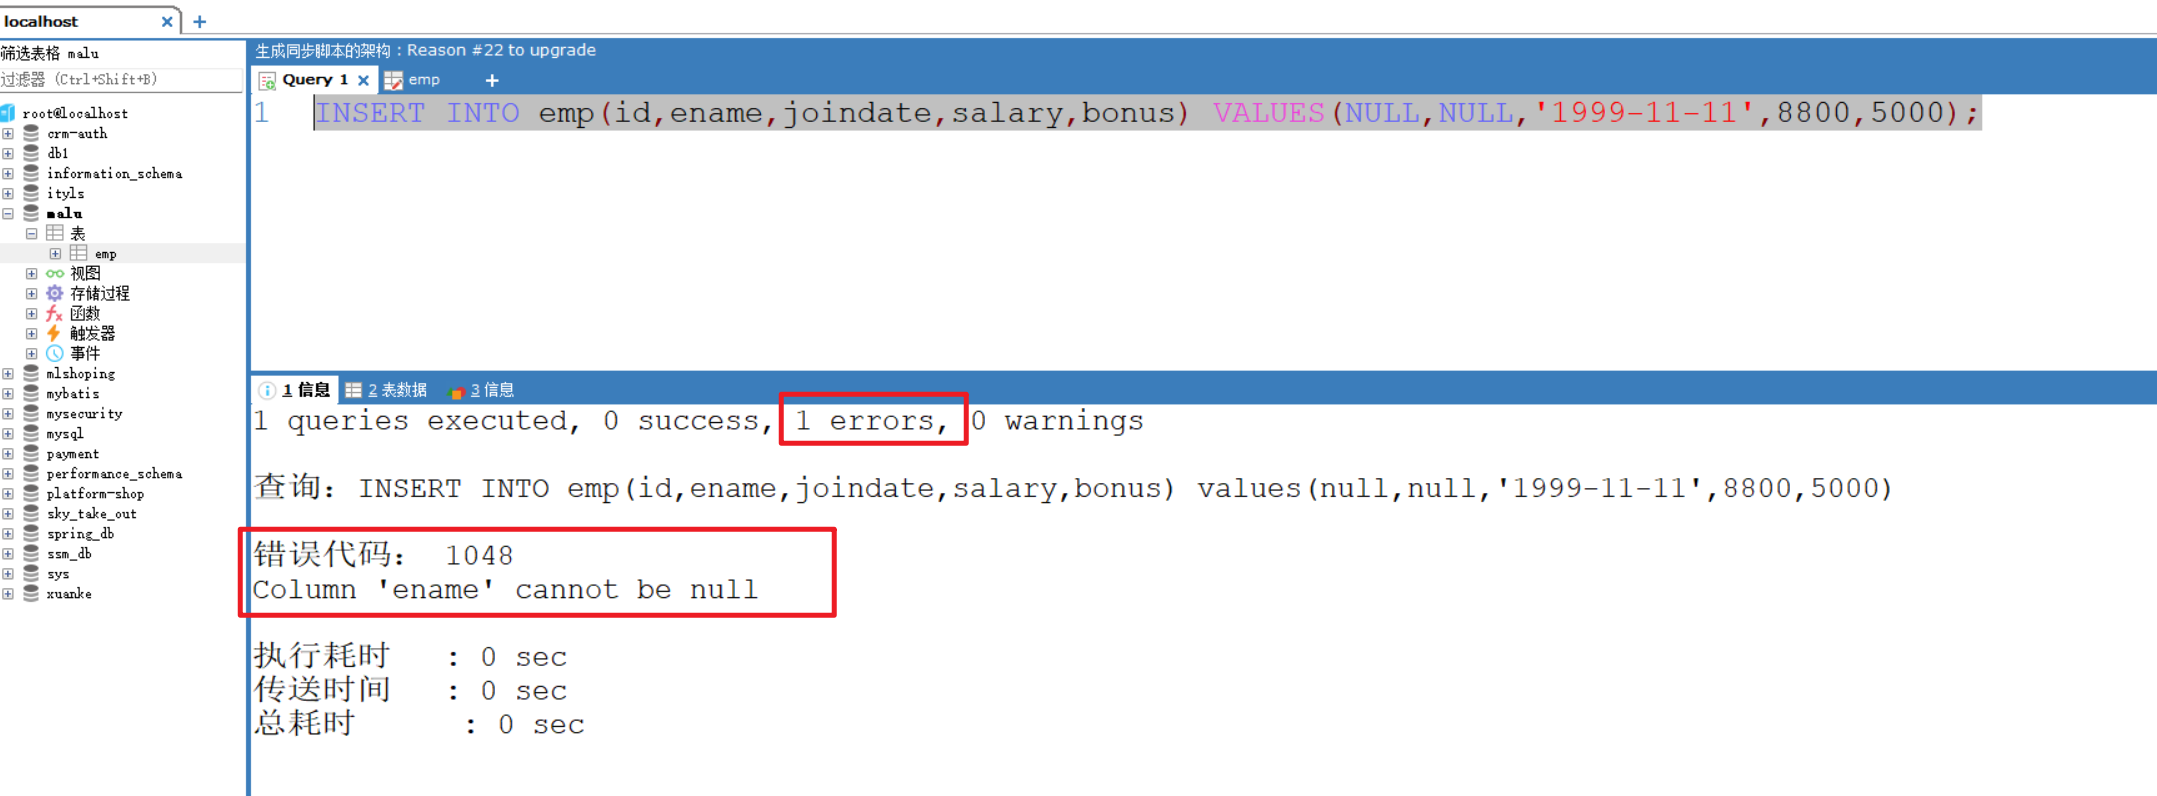 localhost
筛选表格 malu
过滤器 (Ctrl+Shift+B)
root@localhost
crm-auth
db1
information_schema
ityls
malu
表
emp
视图
存储过程
函数
触发器
事件
mlshoping
mybatis
mysecurity
mysql
payment
performance_schema
platform-shop
sky_take_out
spring_db
ssm_db
sys
xuanke
生成同步脚本的架构：Reason #22 to upgrade
Query 1 emp
1 INSERT INTO emp(id,ename,joindate,salary,bonus) VALUES(NULL,NULL,'1999-11-11',8800,5000);
1 信息 2 表数据 3 信息
1 queries executed, 0 success, 1 errors, 0 warnings
查询：INSERT INTO emp(id,ename,joindate,salary,bonus) values(null,null,'1999-11-11',8800,5000)
错误代码： 1048
Column 'ename' cannot be null
执行耗时 : 0 sec
传送时间 : 0 sec
总耗时 : 0 sec